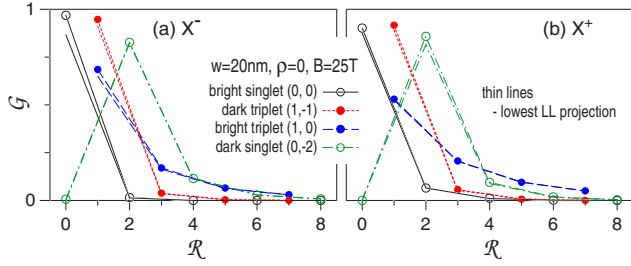 1
(a) X⁻
(b) X⁺
w=20nm, ρ=0, B=25T
bright singlet (0, 0)
dark triplet (1,-1)
bright triplet (1, 0)
dark singlet (0,-2)
thin lines
- lowest LL projection
𝒢
0
0 2 4 6 8
0 2 4 6 8
ℛ
ℛ